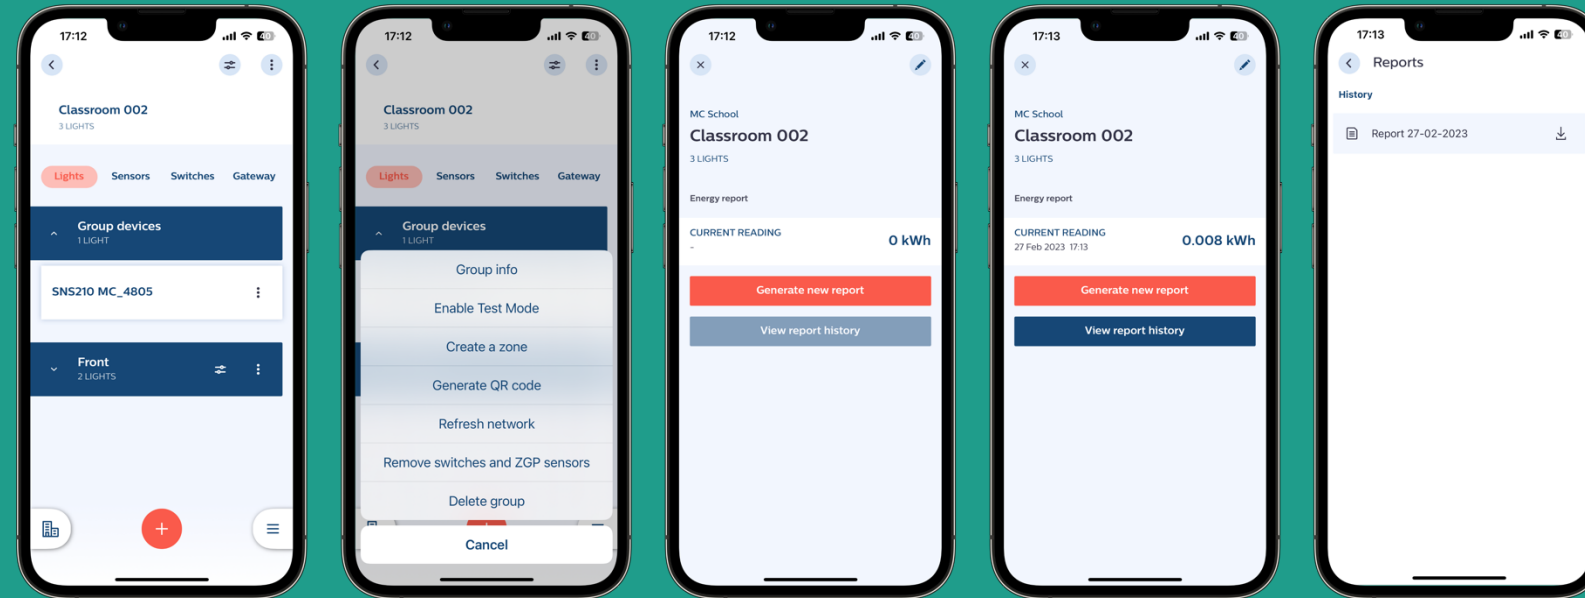 17:12
40
Classroom 002
3 LIGHTS
Lights Sensors Switches Gateway
Group devices
1 LIGHT
SNS210 MC_4805
Front
2 LIGHTS
17:12
40
Classroom 002
3 LIGHTS
Lights Sensors Switches Gateway
Group devices
1 LIGHT
Group info
Enable Test Mode
Create a zone
Generate QR code
Refresh network
Remove switches and ZGP sensors
Delete group
Cancel
17:12
40
MC School
Classroom 002
3 LIGHTS
Energy report
CURRENT READING
-
0 kWh
Generate new report
View report history
17:13
40
MC School
Classroom 002
3 LIGHTS
Energy report
CURRENT READING
27 Feb 2023 17:13
0.008 kWh
Generate new report
View report history
17:13
40
Reports
History
Report 27-02-2023